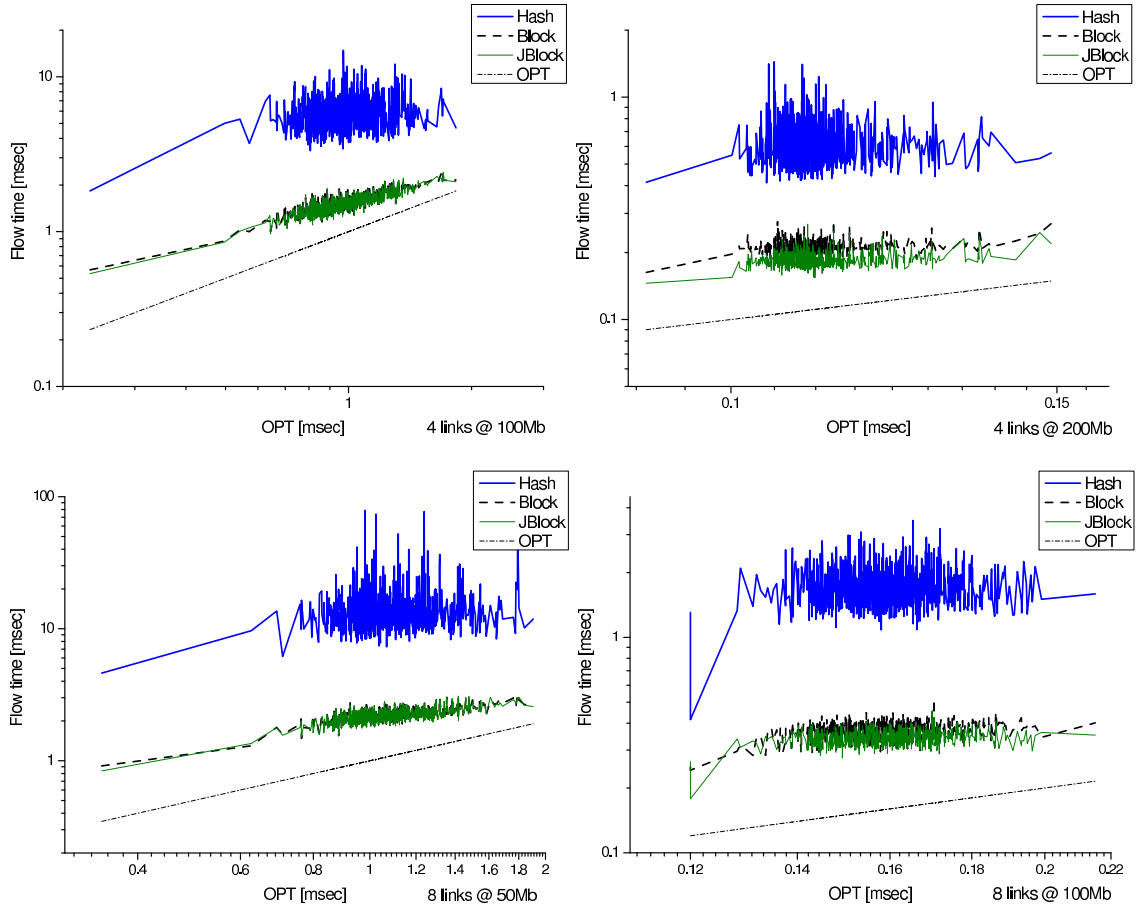 Hash
Block
JBlock
OPT
10
1
0.1
Flow time [msec]
1
OPT [msec]
4 links @ 100Mb
Hash
Block
JBlock
OPT
1
0.1
Flow time [msec]
0.1
0.15
OPT [msec]
4 links @ 200Mb
Hash
Block
JBlock
OPT
100
10
1
Flow time [msec]
0.4
0.6
0.8
1
1.2
1.4
1.6
1.8
2
OPT [msec]
8 links @ 50Mb
Hash
Block
JBlock
OPT
1
0.1
Flow time [msec]
0.12
0.14
0.16
0.18
0.2
0.22
OPT [msec]
8 links @ 100Mb